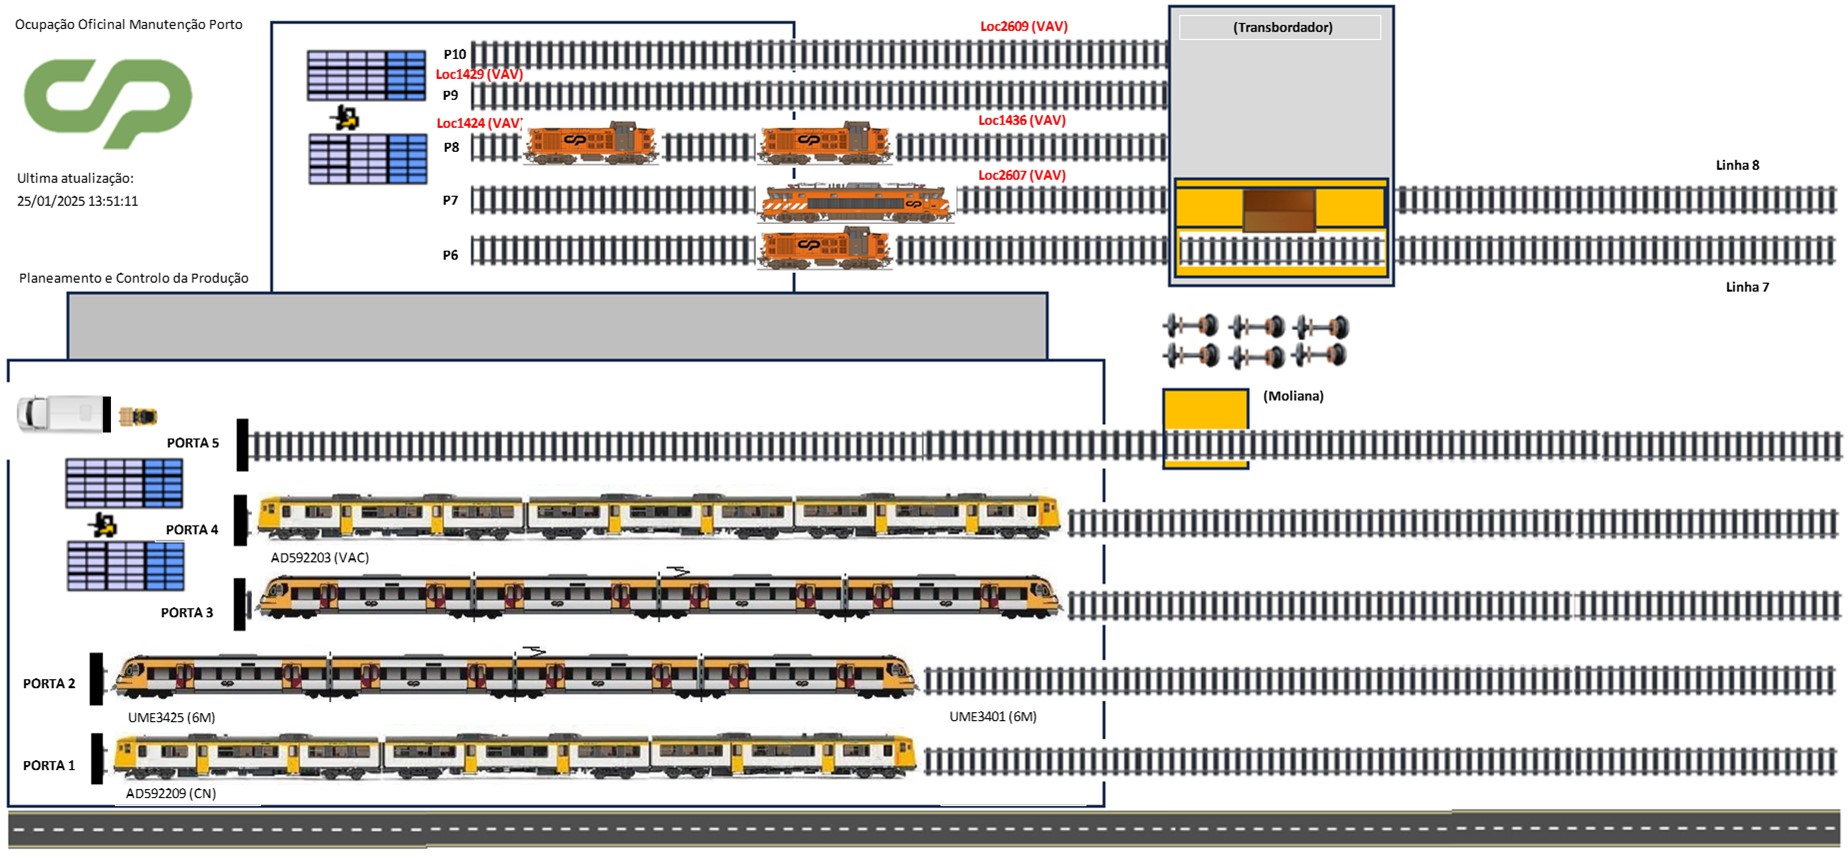 Ocupação Oficinal Manutenção Porto
CP
Ultima atualização:
25/01/2025 13:51:11
Planeamento e Controlo da Produção
Loc2609 (VAV)
(Transbordador)
P10
Loc1429 (VAV)
P9
Loc1424 (VAV)
Loc1436 (VAV)
P8
Loc2607 (VAV)
Linha 8
P7
P6
Linha 7
(Moliana)
PORTA 5
PORTA 4
AD592203 (VAC)
PORTA 3
PORTA 2
UME3425 (6M)
UME3401 (6M)
PORTA 1
AD592209 (CN)